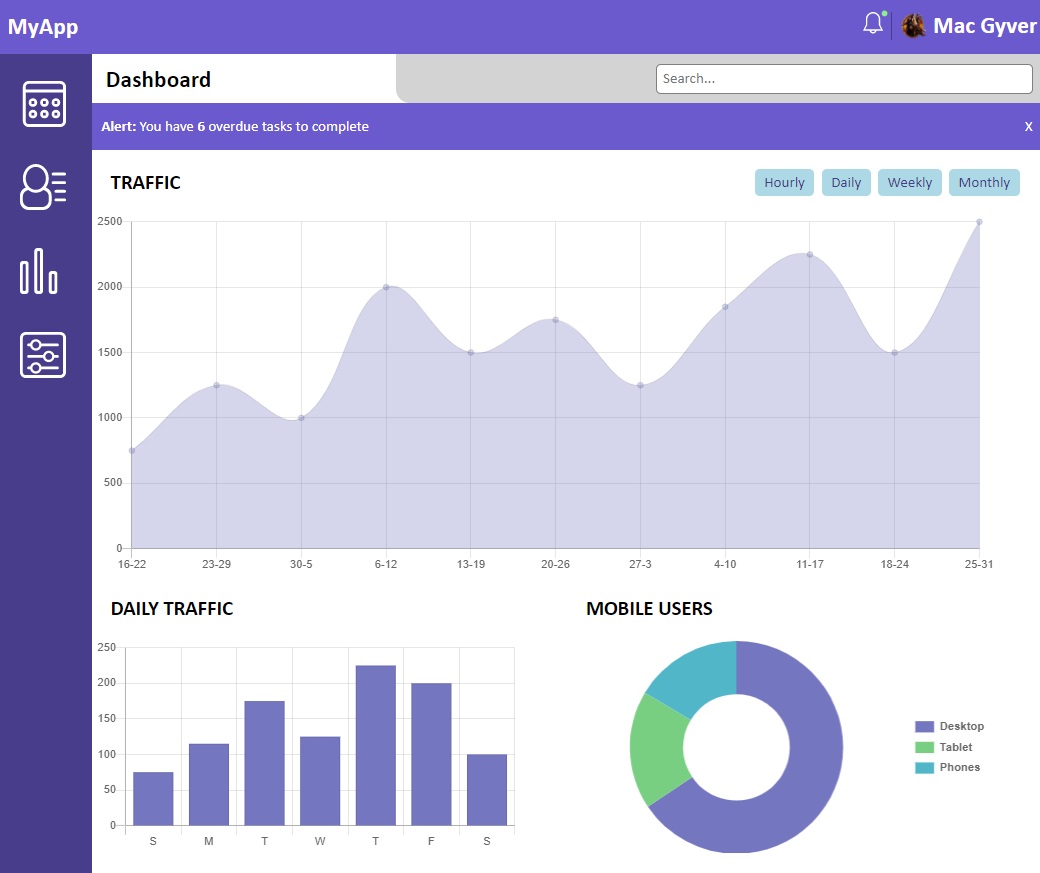 MyApp
Mac Gyver
Dashboard
Search...
Alert: You have 6 overdue tasks to complete
X
TRAFFIC
Hourly
Daily
Weekly
Monthly
2500
2000
1500
1000
500
0
16-22 23-29 30-5 6-12 13-19 20-26 27-3 4-10 11-17 18-24 25-31
DAILY TRAFFIC
250
200
150
100
50
0
S M T W T F S
MOBILE USERS
Desktop
Tablet
Phones